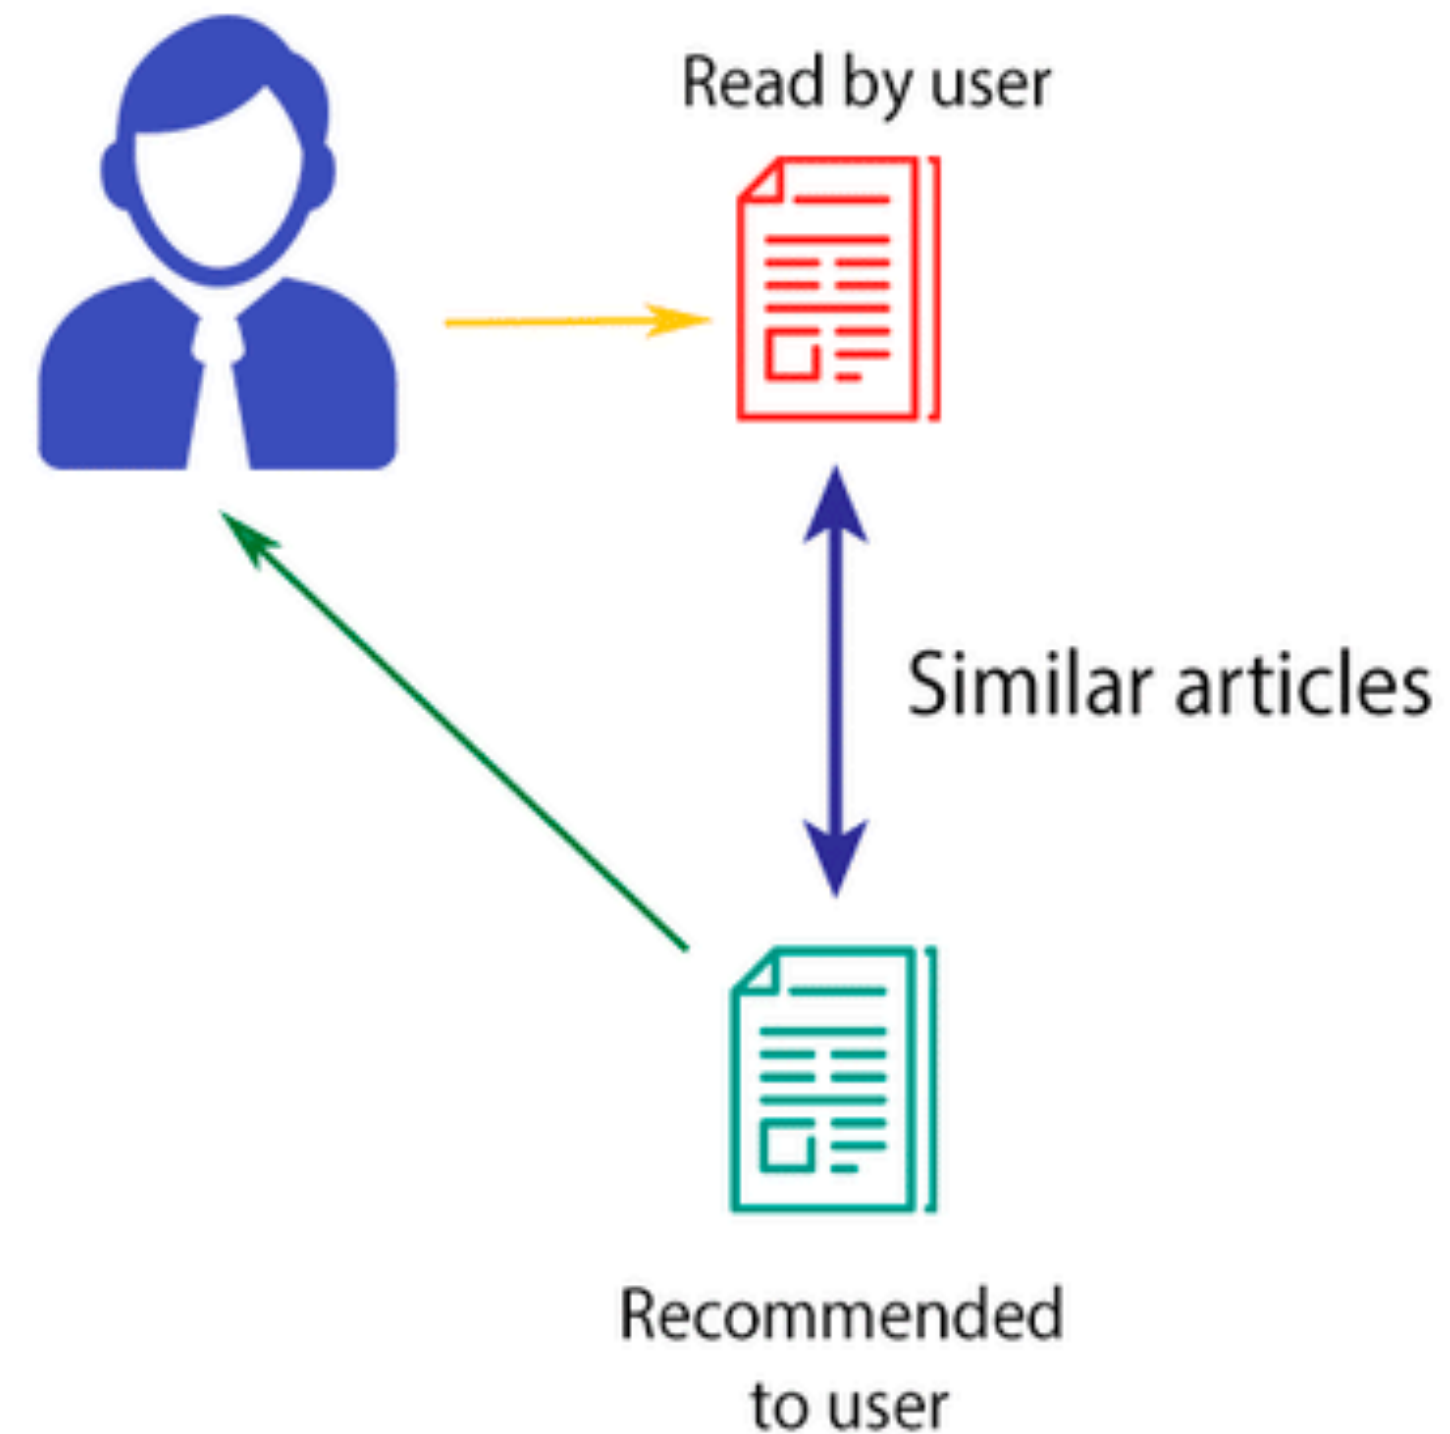 Read by user
Similar articles
Recommended
to user